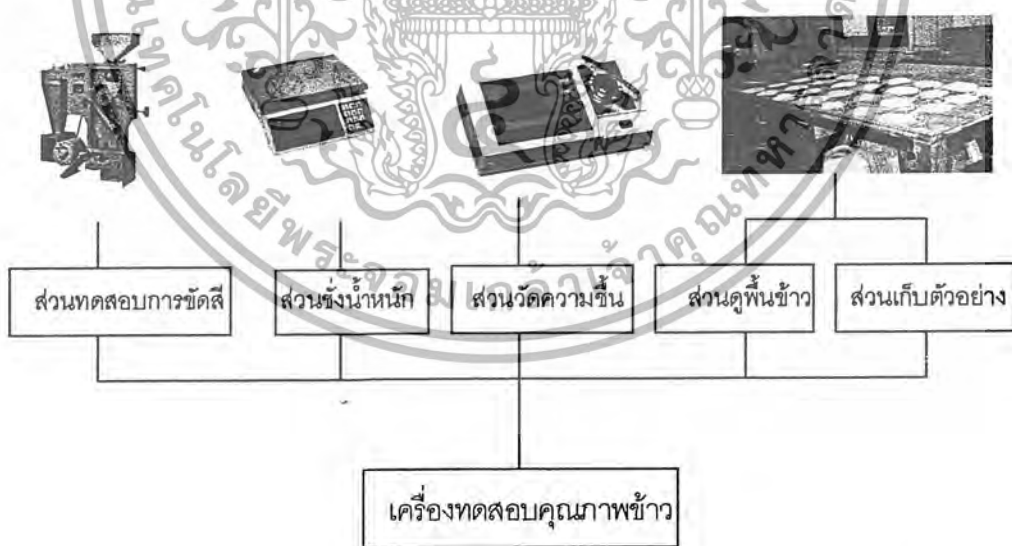 ส่วนทดสอบการขัดสี
ส่วนชั่งน้ำหนัก
ส่วนวัดความชื้น
ส่วนดูพื้นข้าว
ส่วนเก็บตัวอย่าง
เครื่องทดสอบคุณภาพข้าว